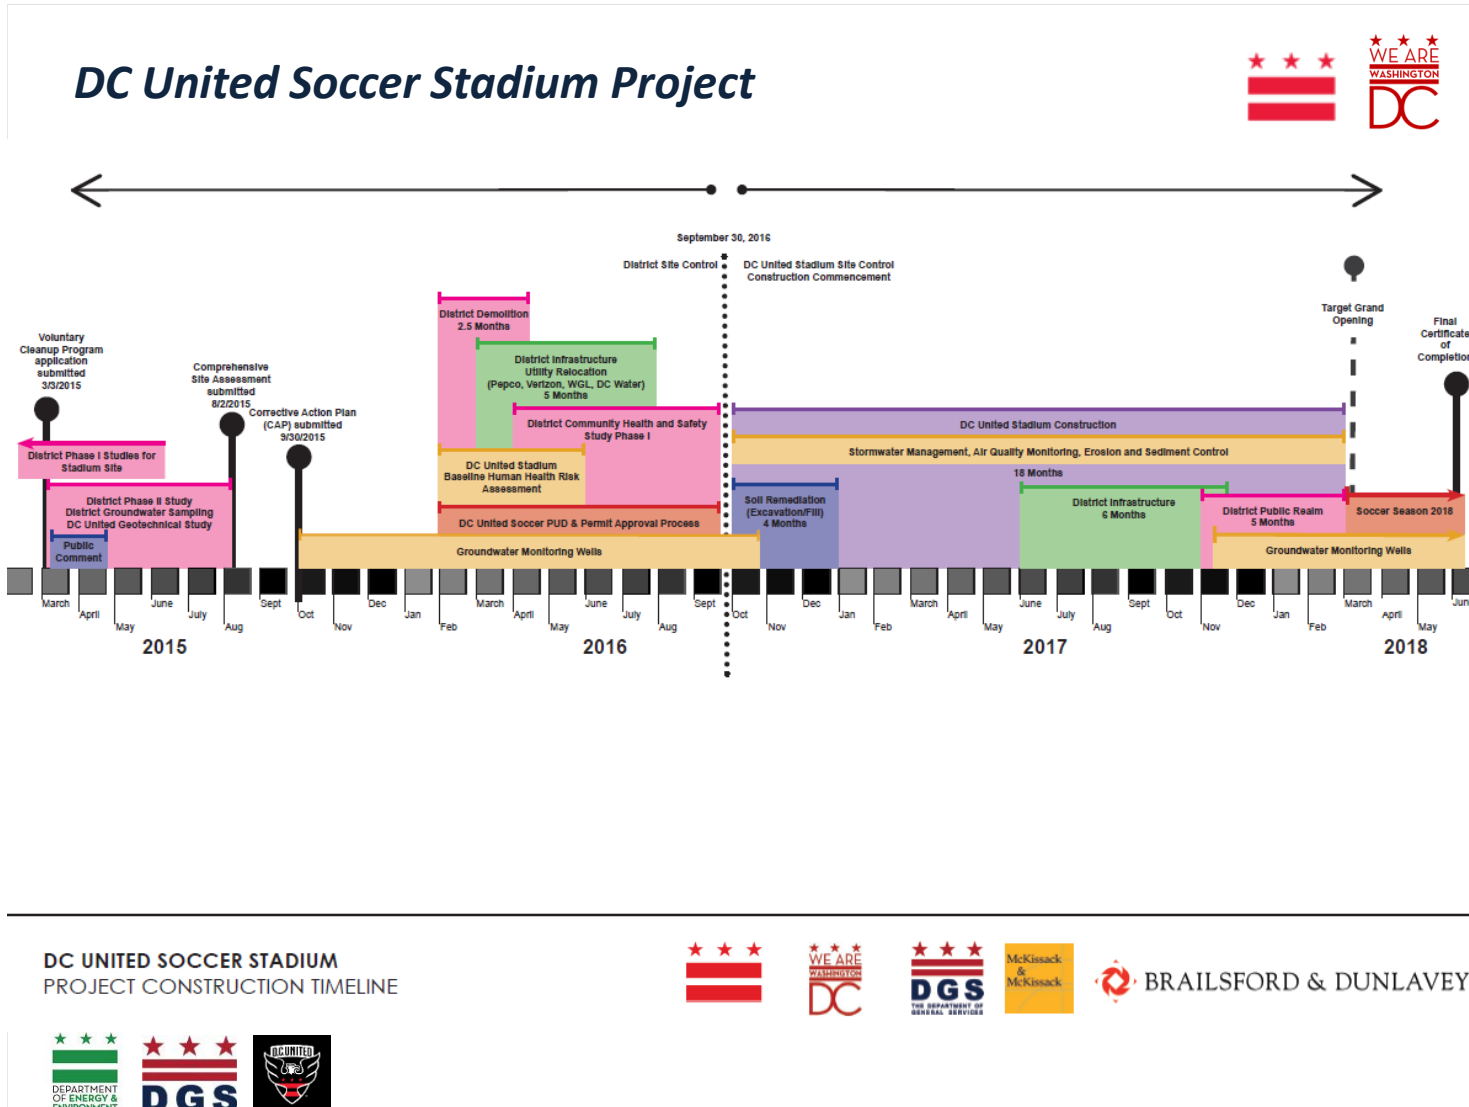 DC United Soccer Stadium Project
WE ARE
WASHINGTON
DC
September 30, 2016
District Site Control
DC United Stadium Site Control
Construction Commencement
Target Grand
Opening
Final
Certificate
of
Completion
Voluntary
Cleanup Program
application
submitted
3/3/2015
Comprehensive
Site Assessment
submitted
8/2/2015
Corrective Action Plan
(CAP) submitted
9/30/2015
District Demolition
2.5 Months
District Infrastructure
Utility Relocation
(Pepco, Verizon, WGL, DC Water)
5 Months
District Community Health and Safety
Study Phase I
DC United Stadium Construction
Stormwater Management, Air Quality Monitoring, Erosion and Sediment Control
18 Months
District Phase I Studies for
Stadium Site
District Phase II Study
District Groundwater Sampling
DC United Geotechnical Study
Public
Comment
DC United Stadium
Baseline Human Health Risk
Assessment
DC United Soccer PUD & Permit Approval Process
Groundwater Monitoring Wells
Soil Remediation
(Excavation/Fill)
4 Months
District Infrastructure
6 Months
District Public Realm
5 Months
Soccer Season 2018
Groundwater Monitoring Wells
March
April
May
June
July
Aug
Sept
Oct
Nov
Dec
Jan
Feb
March
April
May
June
July
Aug
Sept
Oct
Nov
Dec
Jan
Feb
March
April
May
June
July
Aug
Sept
Oct
Nov
Dec
Jan
Feb
March
April
May
Jun
2015
2016
2017
2018
DC UNITED SOCCER STADIUM
PROJECT CONSTRUCTION TIMELINE
WE ARE
WASHINGTON
DC
DGS
THE DEPARTMENT OF
GENERAL SERVICES
McKissack
&
McKissack
BRAILSFORD & DUNLAVEY
DEPARTMENT
OF ENERGY &
ENVIRONMENT
DGS
D.C.UNITED